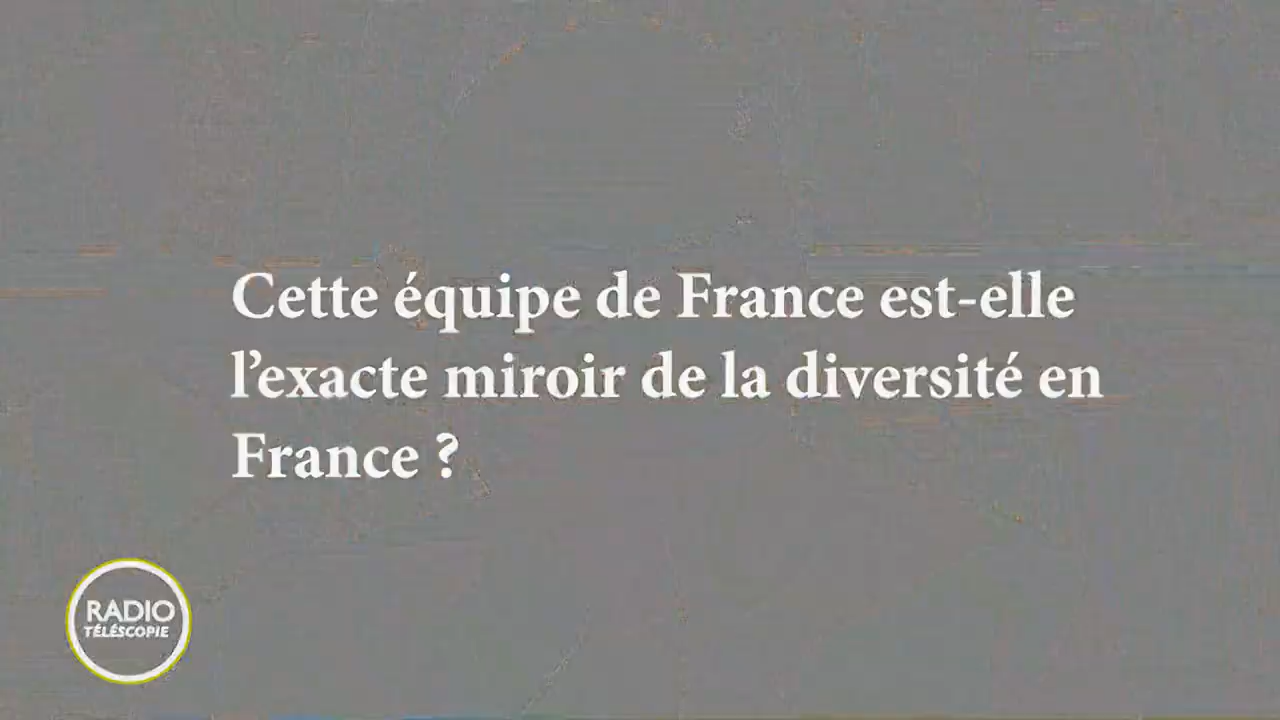 Cette équipe de France est-elle
l’exacte miroir de la diversité en
France ?
RADIO
TÉLÉSCOPIE